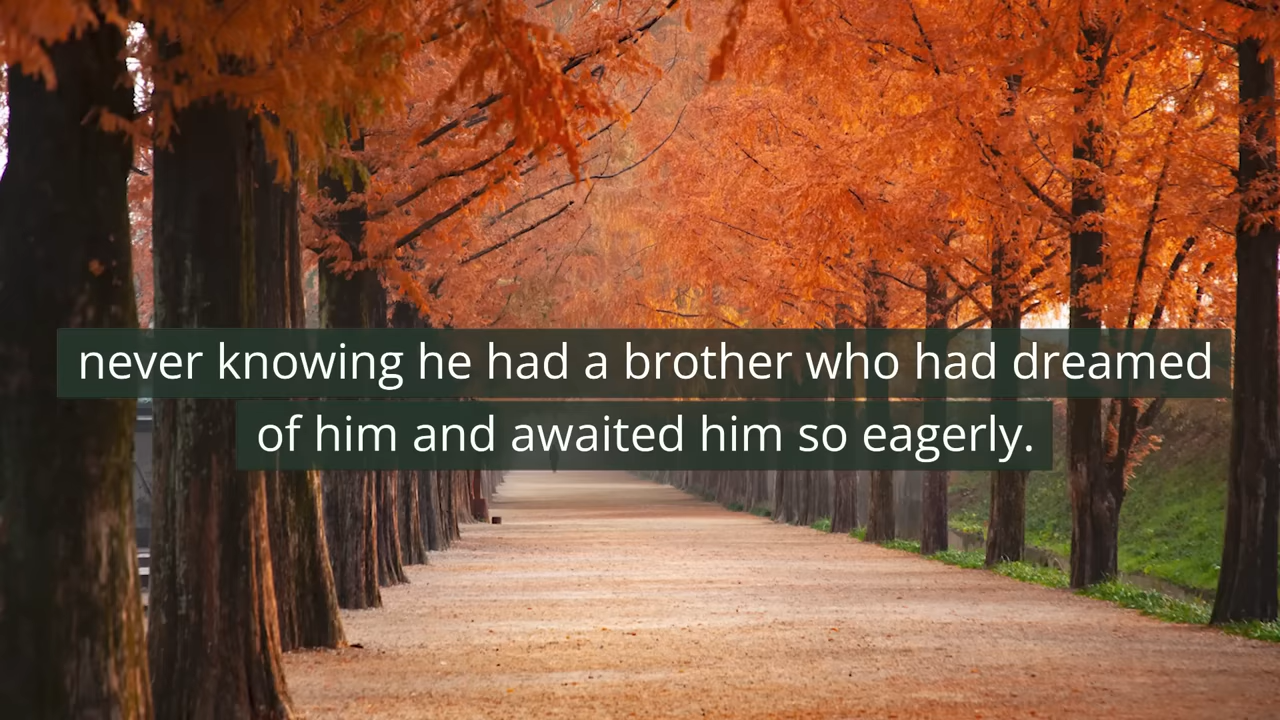 never knowing he had a brother who had dreamed
of him and awaited him so eagerly.